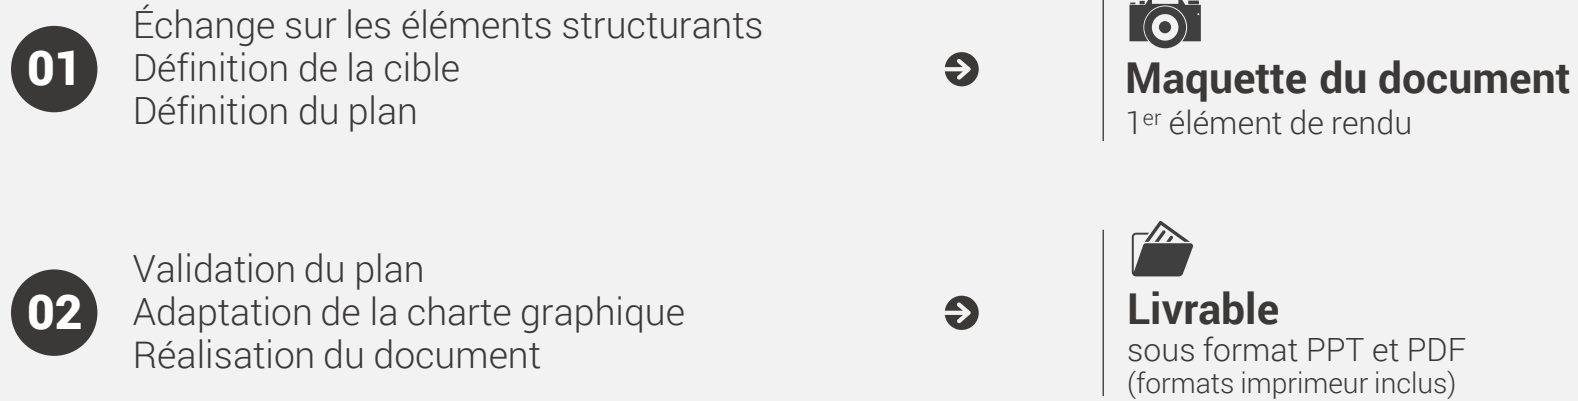 01
Échange sur les éléments structurants
Définition de la cible
Définition du plan
Maquette du document
1er élément de rendu
02
Validation du plan
Adaptation de la charte graphique
Réalisation du document
Livrable
sous format PPT et PDF
(formats imprimeur inclus)